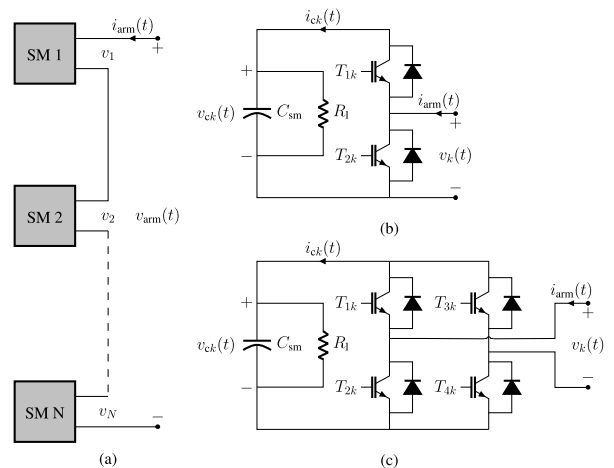 SM 1
i_arm(t)
+
v_1
SM 2
v_2
v_arm(t)
SM N
v_N
−
(a)
i_ck(t)
+
v_ck(t)
C_sm
R_l
−
T_1k
T_2k
i_arm(t)
+
v_k(t)
−
(b)
i_ck(t)
+
v_ck(t)
C_sm
R_l
−
T_1k
T_3k
T_2k
T_4k
i_arm(t)
+
v_k(t)
−
(c)